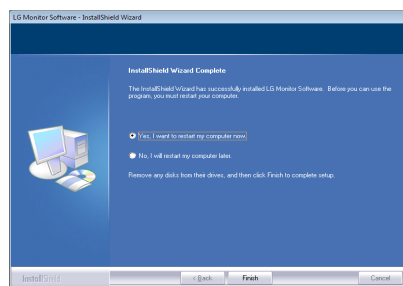 LG Monitor Software - InstallShield Wizard
InstallShield Wizard Complete
The InstallShield Wizard has successfully installed LG Monitor Software. Before you can use the
program, you must restart your computer.
Yes, I want to restart my computer now.
No, I will restart my computer later.
Remove any disks from their drives, and then click Finish to complete setup.
InstallShield
< Back
Finish
Cancel